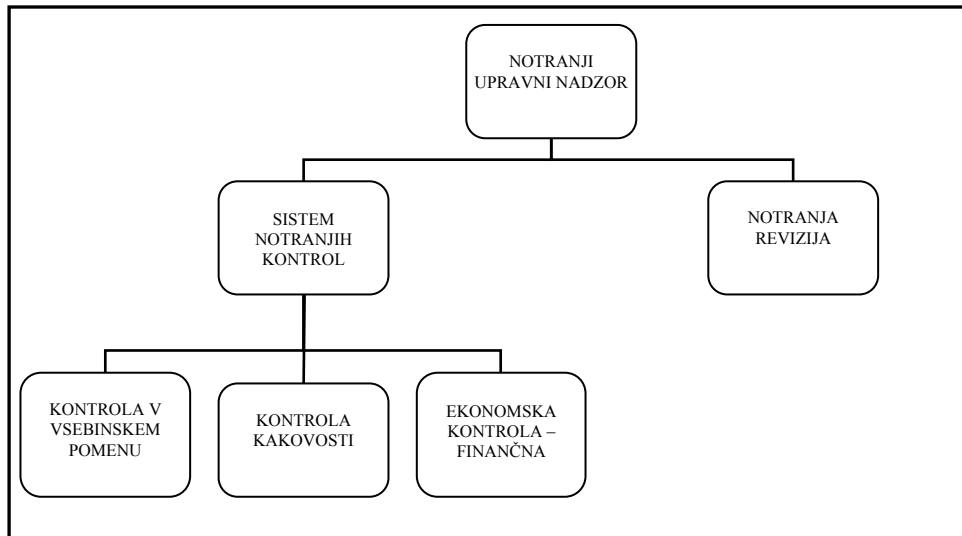 NOTRANJI
UPRAVNI NADZOR
SISTEM
NOTRANJIH
KONTROL
NOTRANJA
REVIZIJA
KONTROLA V
VSEBINSKEM
POMENU
KONTROLA
KAKOVOSTI
EKONOMSKA
KONTROLA –
FINANČNA